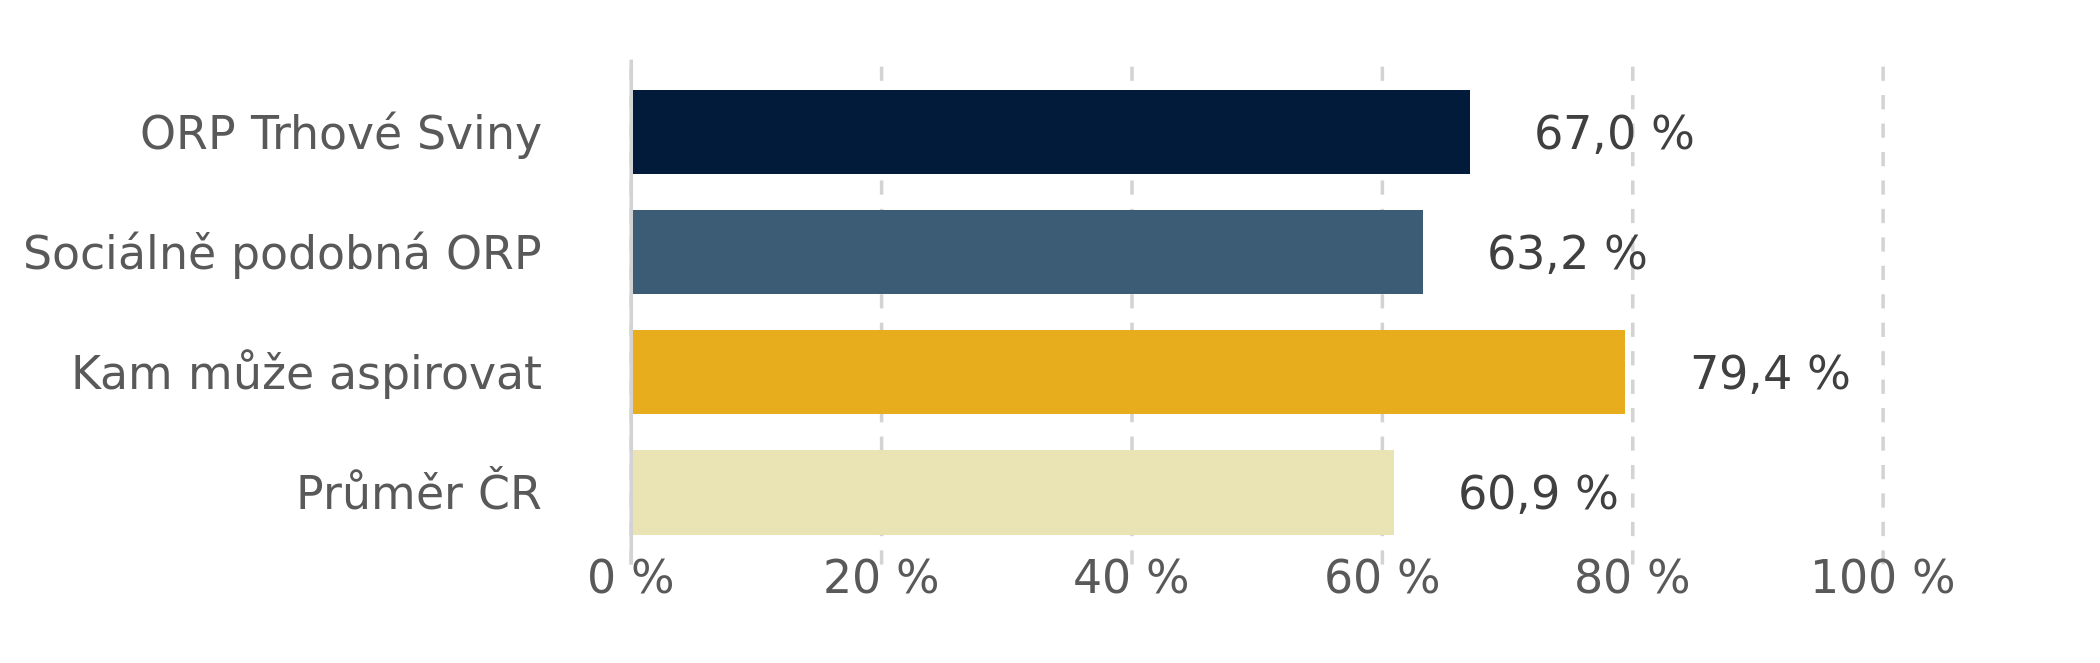 ORP Trhové Sviny 67,0 %
Sociálně podobná ORP 63,2 %
Kam může aspirovat 79,4 %
Průměr ČR 60,9 %
0 % 20 % 40 % 60 % 80 % 100 %